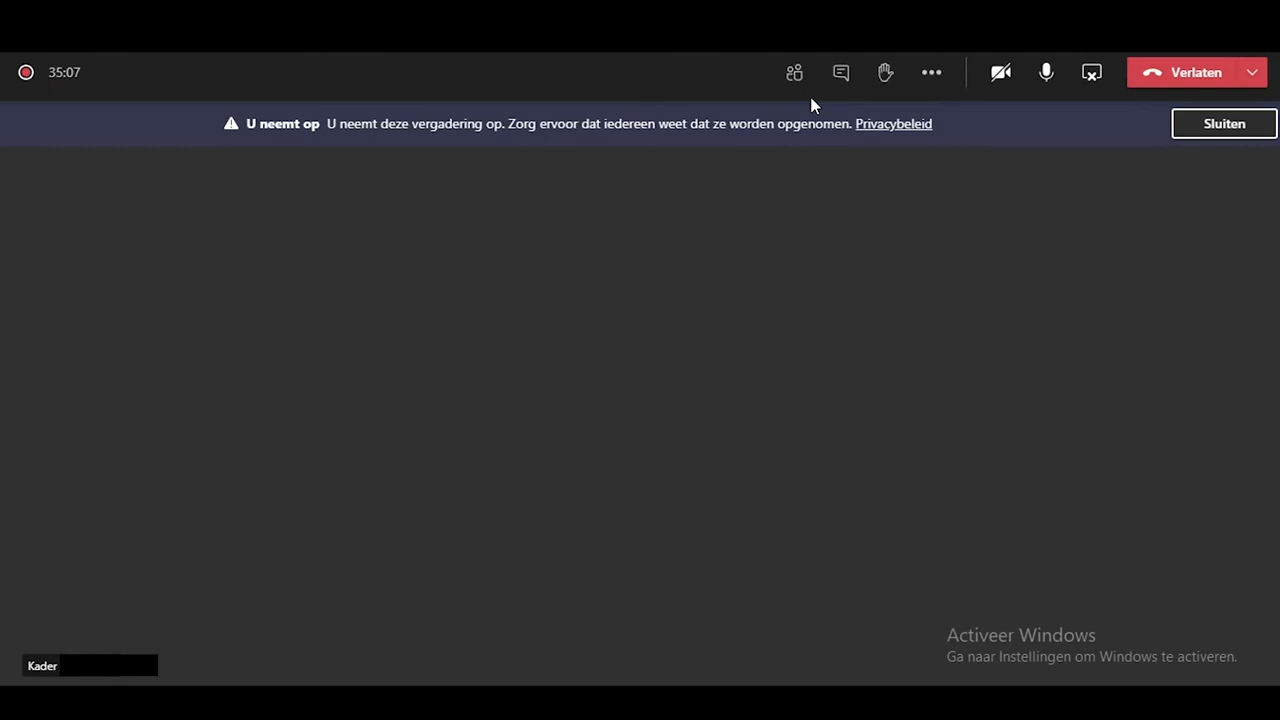 35:07
Verlaten
U neemt op U neemt deze vergadering op. Zorg ervoor dat iedereen weet dat ze worden opgenomen. Privacybeleid
Sluiten
Activeer Windows
Ga naar Instellingen om Windows te activeren.
Kader